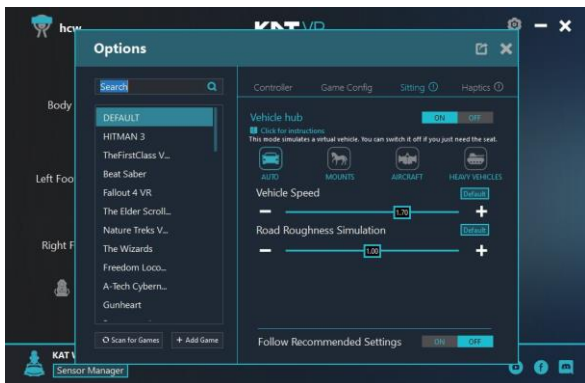 hcw
KAT VR
Options
Search
Controller Game Config Sitting Haptics
Body
DEFAULT
Vehicle hub ON OFF
Click for instructions
This mode simulates a virtual vehicle. You can switch it off if you just need the seat.
HITMAN 3
TheFirstClass V...
Beat Saber
AUTO MOUNTS AIRCRAFT HEAVY VEHICLES
Left Foo
Fallout 4 VR
Vehicle Speed Default
The Elder Scroll...
1.70
Nature Treks V...
Road Roughness Simulation Default
The Wizards
Right F
1.00
Freedom Loco...
A-Tech Cybern...
Gunheart
Scan for Games + Add Game
Follow Recommended Settings ON OFF
KAT
Sensor Manager